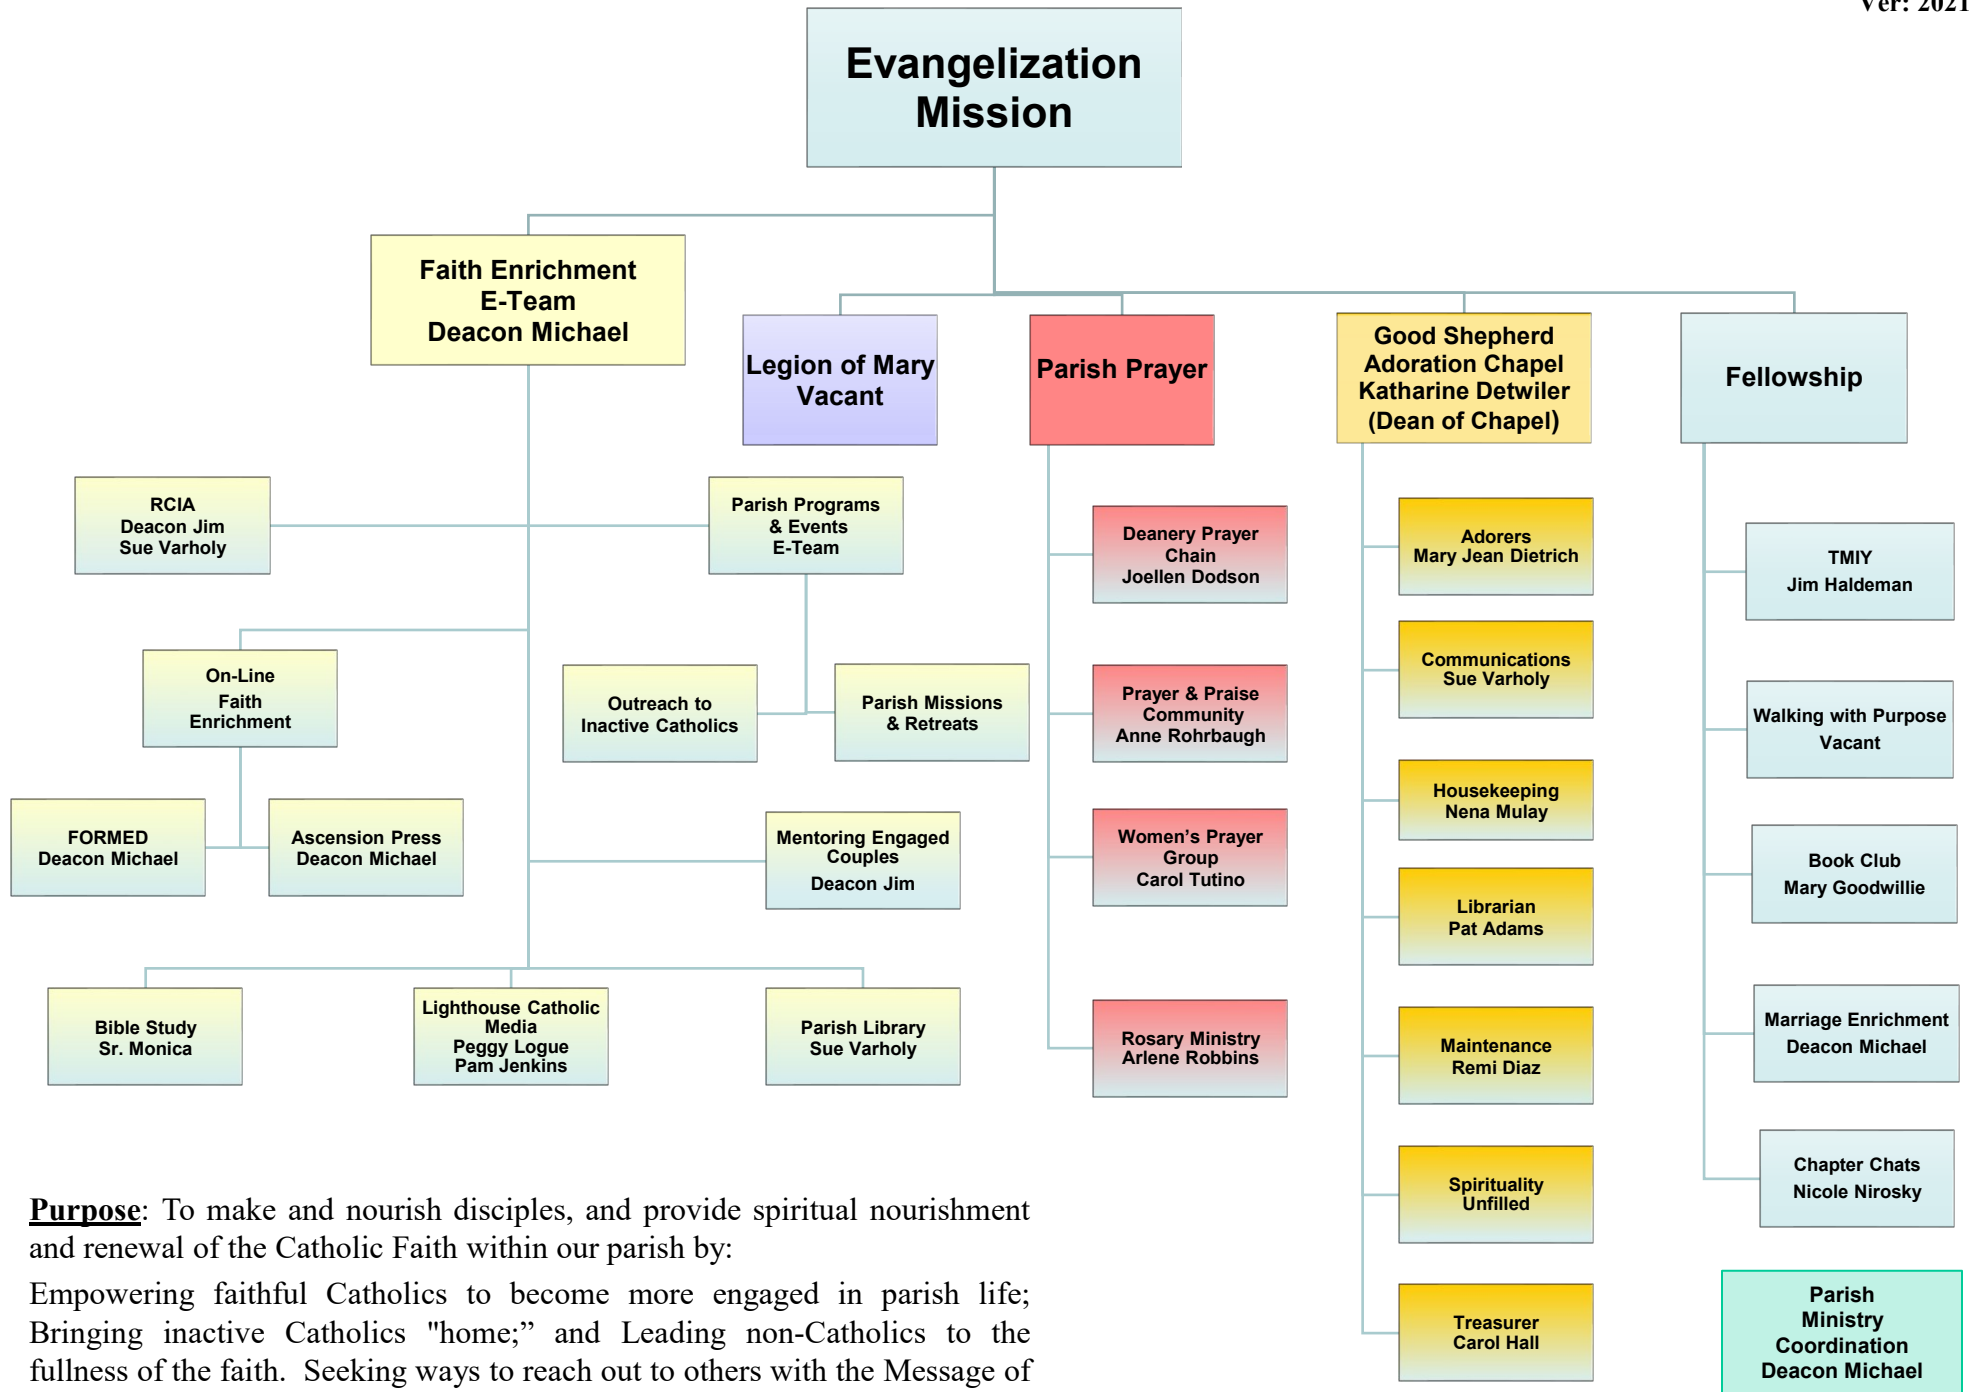 Ver: 2021
Evangelization
Mission
Faith Enrichment
E-Team
Deacon Michael
Legion of Mary
Vacant
Parish Prayer
Good Shepherd
Adoration Chapel
Katharine Detwiler
(Dean of Chapel)
Fellowship
RCIA
Deacon Jim
Sue Varholy
Parish Programs
& Events
E-Team
On-Line
Faith
Enrichment
Outreach to
Inactive Catholics
Parish Missions
& Retreats
FORMED
Deacon Michael
Ascension Press
Deacon Michael
Mentoring Engaged
Couples
Deacon Jim
Bible Study
Sr. Monica
Lighthouse Catholic
Media
Peggy Logue
Pam Jenkins
Parish Library
Sue Varholy
Deanery Prayer
Chain
Joellen Dodson
Prayer & Praise
Community
Anne Rohrbaugh
Women’s Prayer
Group
Carol Tutino
Rosary Ministry
Arlene Robbins
Adorers
Mary Jean Dietrich
Communications
Sue Varholy
Housekeeping
Nena Mulay
Librarian
Pat Adams
Maintenance
Remi Diaz
Spirituality
Unfilled
Treasurer
Carol Hall
TMIY
Jim Haldeman
Walking with Purpose
Vacant
Book Club
Mary Goodwillie
Marriage Enrichment
Deacon Michael
Chapter Chats
Nicole Nirosky
Parish
Ministry
Coordination
Deacon Michael
Purpose: To make and nourish disciples, and provide spiritual nourishment
and renewal of the Catholic Faith within our parish by:
Empowering faithful Catholics to become more engaged in parish life;
Bringing inactive Catholics "home;” and Leading non-Catholics to the
fullness of the faith. Seeking ways to reach out to others with the Message of